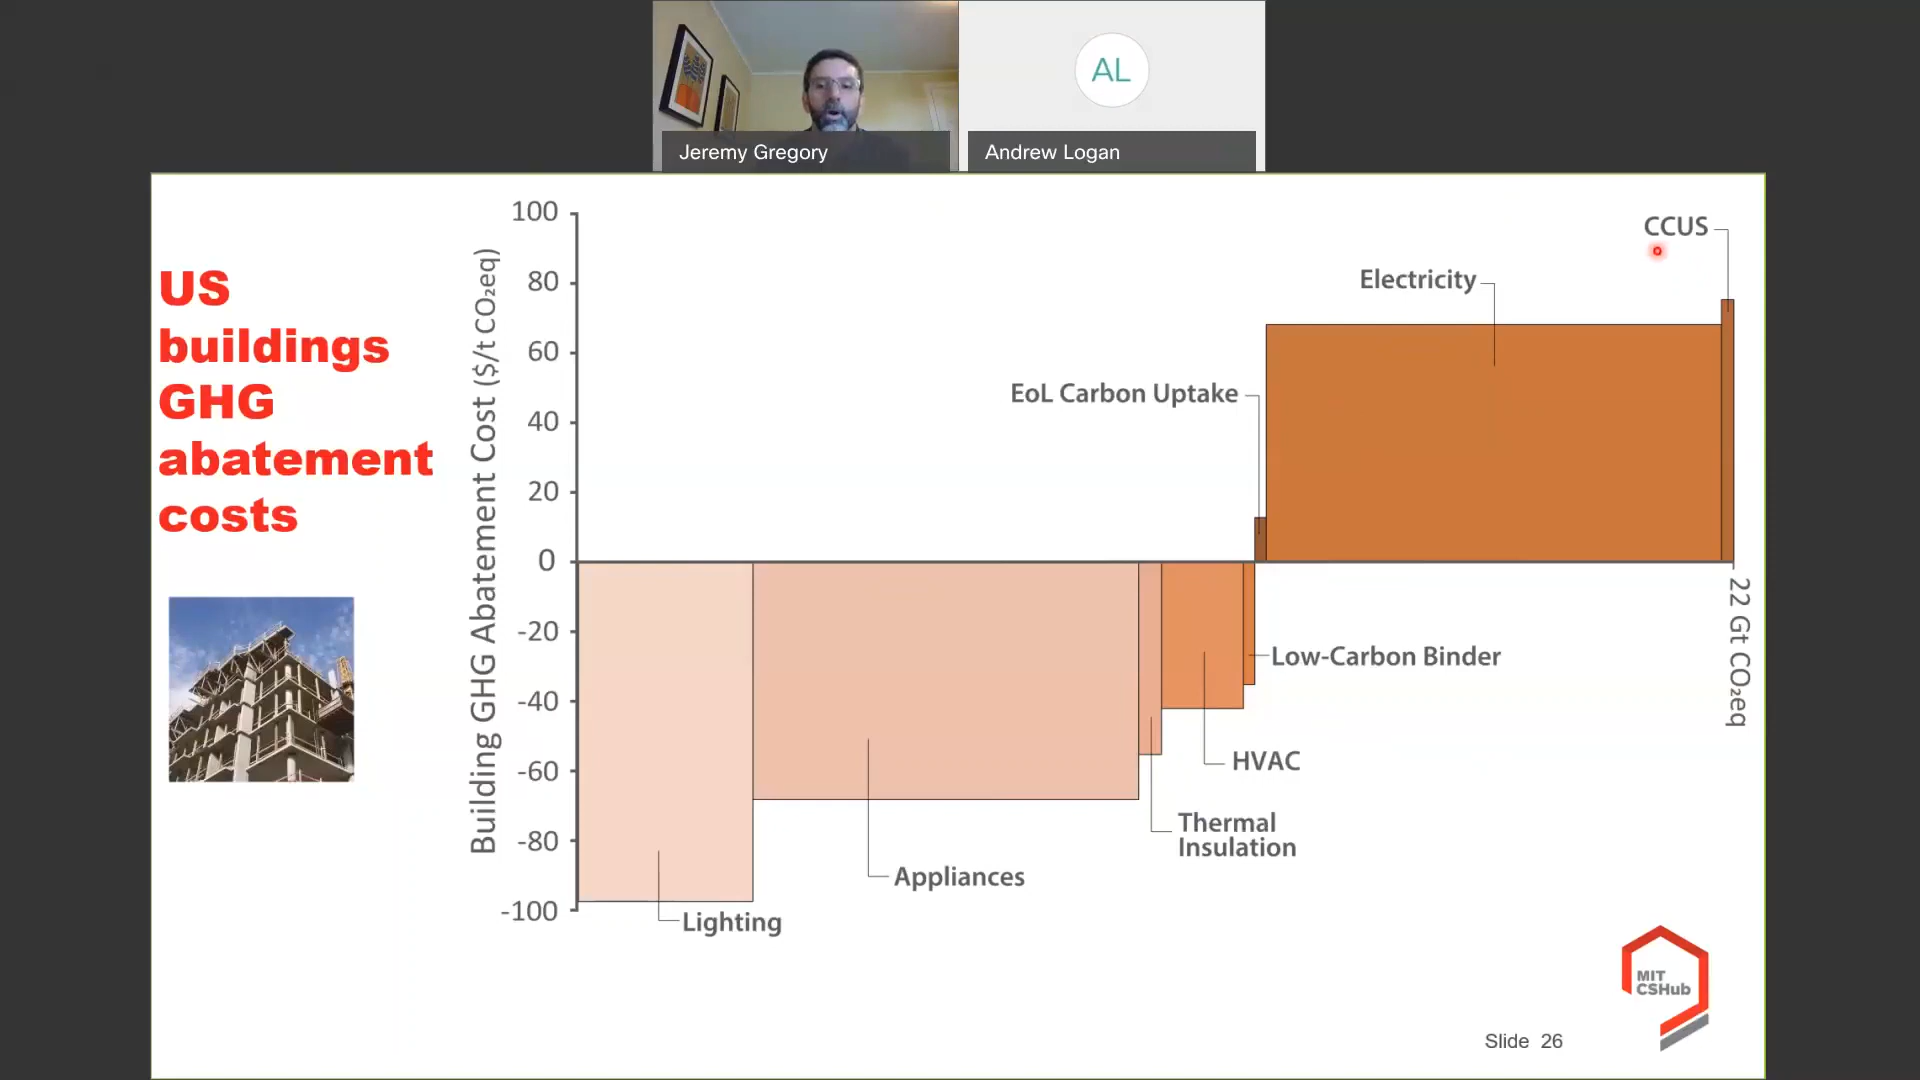 AL
Jeremy Gregory
Andrew Logan
US
buildings
GHG
abatement
costs
Building GHG Abatement Cost ($/t CO₂eq)
100
80
60
40
20
0
-20
-40
-60
-80
-100
CCUS
Electricity
EoL Carbon Uptake
Low-Carbon Binder
HVAC
Thermal
Insulation
Appliances
Lighting
22 Gt CO₂eq
MIT
CSHub
Slide 26